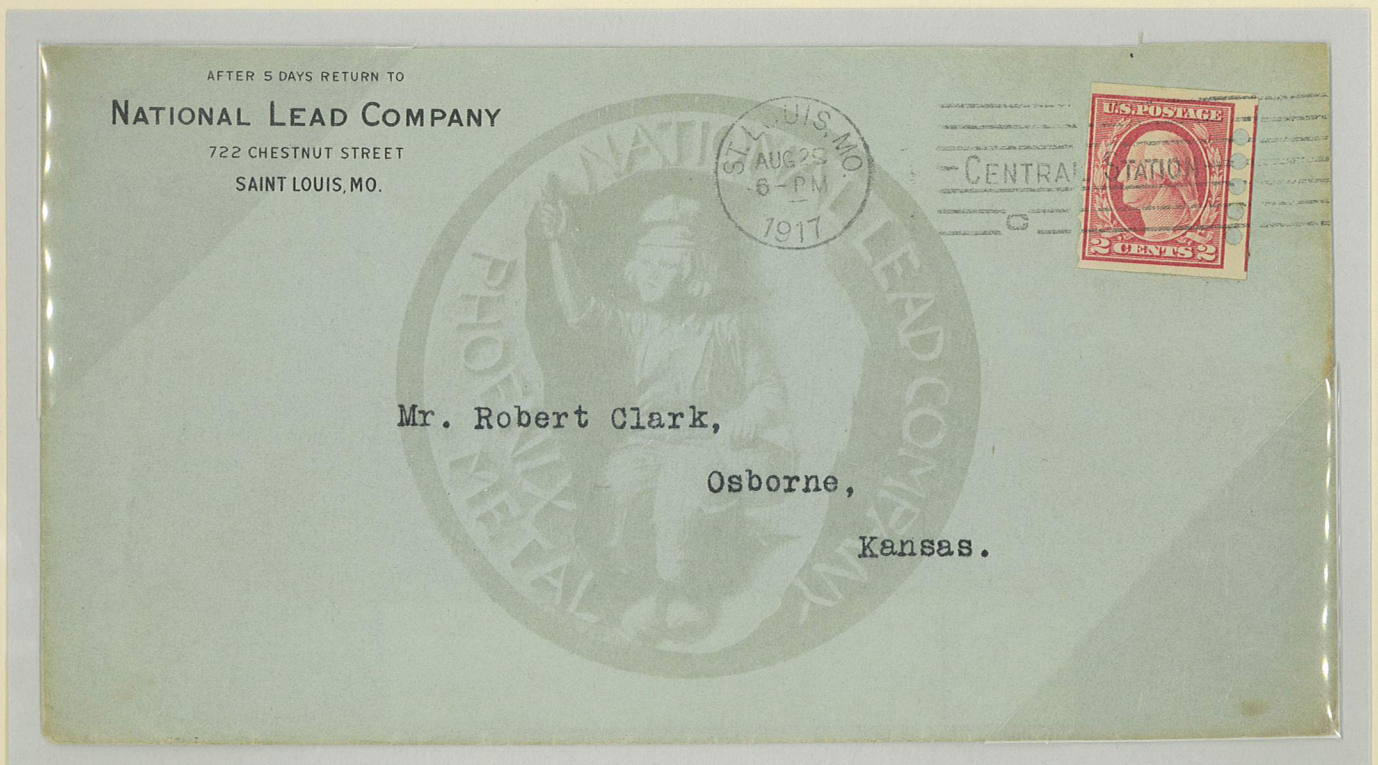 AFTER 5 DAYS RETURN TO
NATIONAL LEAD COMPANY
722 CHESTNUT STREET
SAINT LOUIS, MO.
ST. LOUIS, MO.
AUG 25
6-PM
1917
CENTRAL STATION
C
U.S. POSTAGE
2 CENTS 2
NATIONAL LEAD COMPANY
PHOENIX METAL
Mr. Robert Clark,
Osborne,
Kansas.